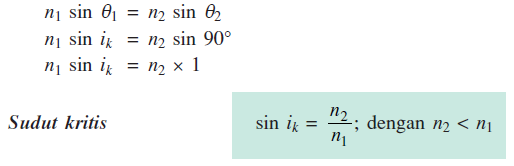 n₁ sin θ₁ = n₂ sin θ₂
n₁ sin iₖ = n₂ sin 90°
n₁ sin iₖ = n₂ × 1
Sudut kritis sin iₖ = n₂/n₁; dengan n₂ < n₁